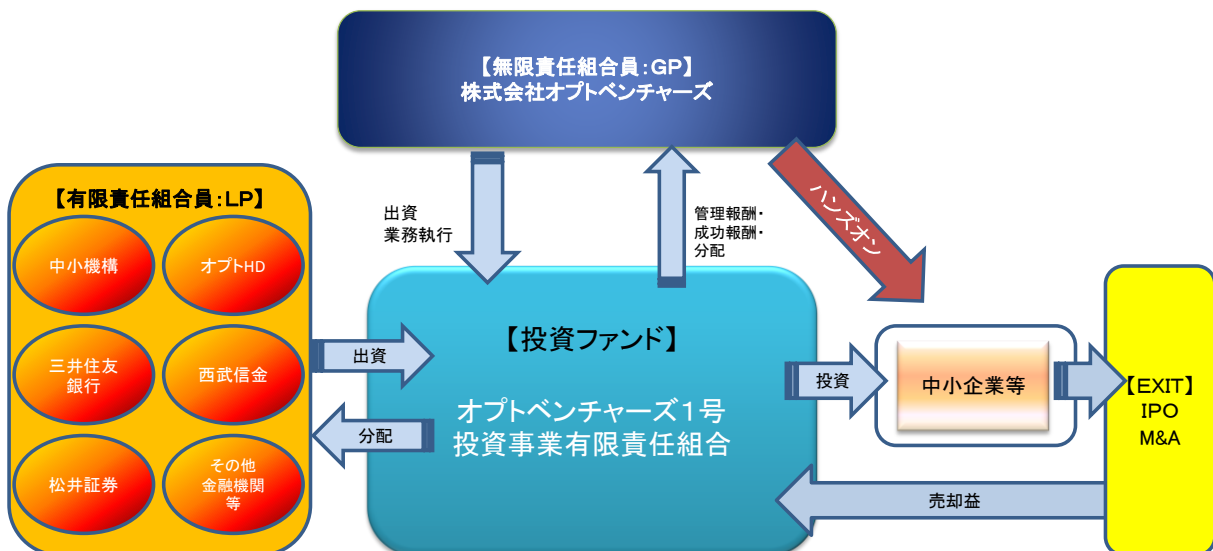 【無限責任組合員:GP】
株式会社オプトベンチャーズ
【有限責任組合員:LP】
中小機構
オプトHD
三井住友
銀行
西武信金
松井証券
その他
金融機関
等
出資
業務執行
管理報酬・
成功報酬・
分配
ハンズオン
出資
分配
【投資ファンド】
オプトベンチャーズ1号
投資事業有限責任組合
投資
中小企業等
【EXIT】
IPO
M&A
売却益